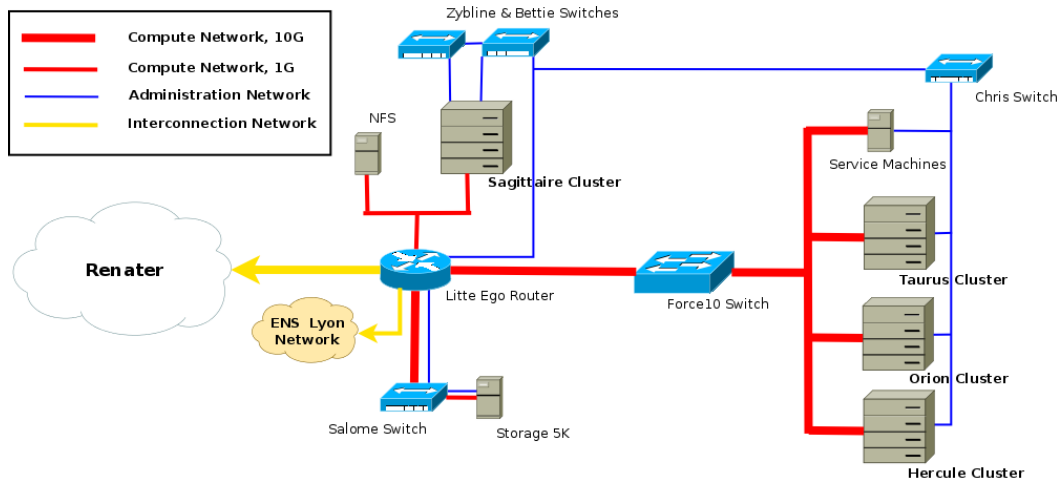 Zybline & Bettie Switches
Compute Network, 10G
Compute Network, 1G
Administration Network
Interconnection Network
Chris Switch
NFS
Service Machines
Sagittaire Cluster
Renater
Taurus Cluster
Litte Ego Router
Force10 Switch
ENS Lyon
Network
Orion Cluster
Salome Switch
Storage 5K
Hercule Cluster